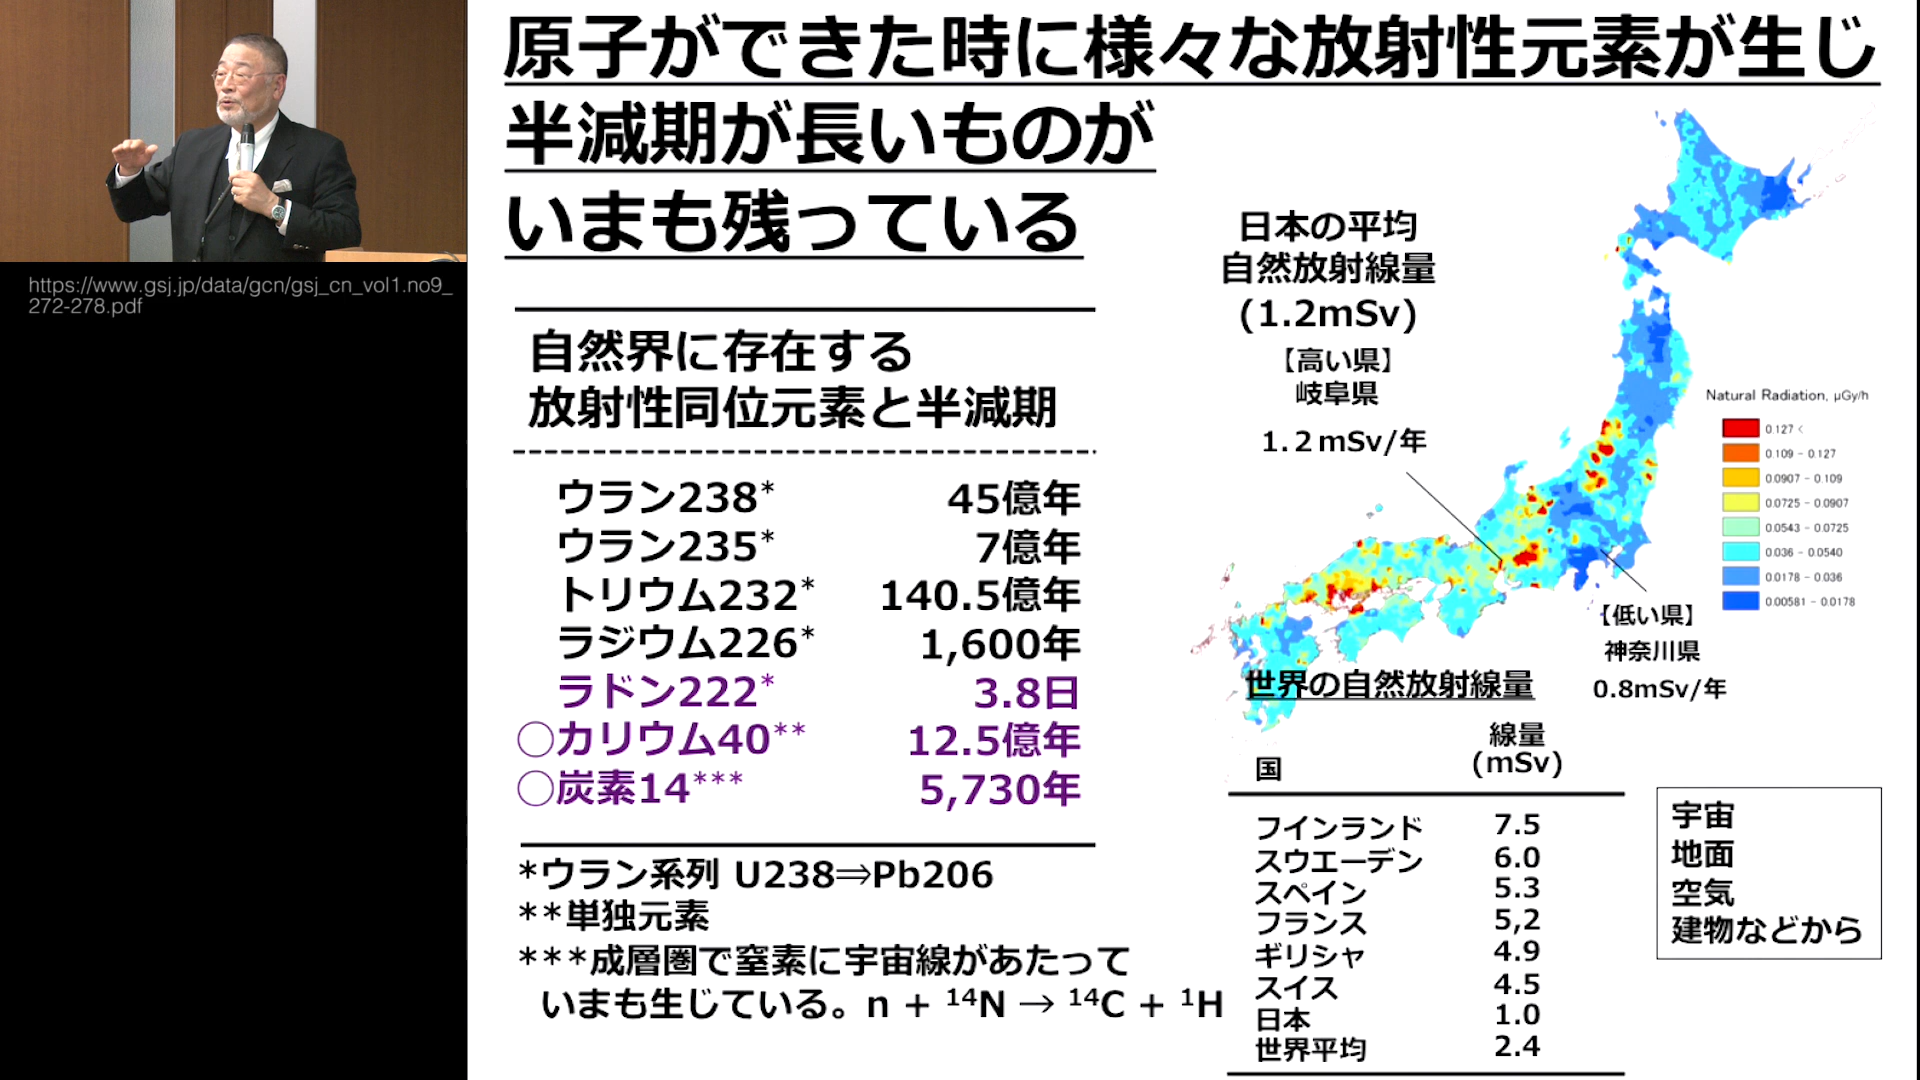 原子ができた時に様々な放射性元素が生じ
半減期が長いものが
いまも残っている
https://www.gsj.jp/data/gcn/gsj_cn_vol1.no9_
272-278.pdf
自然界に存在する
放射性同位元素と半減期
ウラン238* 45億年
ウラン235* 7億年
トリウム232* 140.5億年
ラジウム226* 1,600年
ラドン222* 3.8日
○カリウム40** 12.5億年
○炭素14*** 5,730年
*ウラン系列 U238⇒Pb206
**単独元素
***成層圏で窒素に宇宙線があたって
いまも生じている。n + ¹⁴N → ¹⁴C + ¹H
日本の平均
自然放射線量
(1.2mSv)
【高い県】
岐阜県
1.2mSv/年
Natural Radiation, μGy/h
0.127 <
0.109 - 0.127
0.0907 - 0.109
0.0725 - 0.0907
0.0543 - 0.0725
0.036 - 0.0540
0.0178 - 0.036
0.00581 - 0.0178
【低い県】
神奈川県
0.8mSv/年
世界の自然放射線量
国 線量
(mSv)
フインランド 7.5
スウエーデン 6.0
スペイン 5.3
フランス 5,2
ギリシャ 4.9
スイス 4.5
日本 1.0
世界平均 2.4
宇宙
地面
空気
建物などから